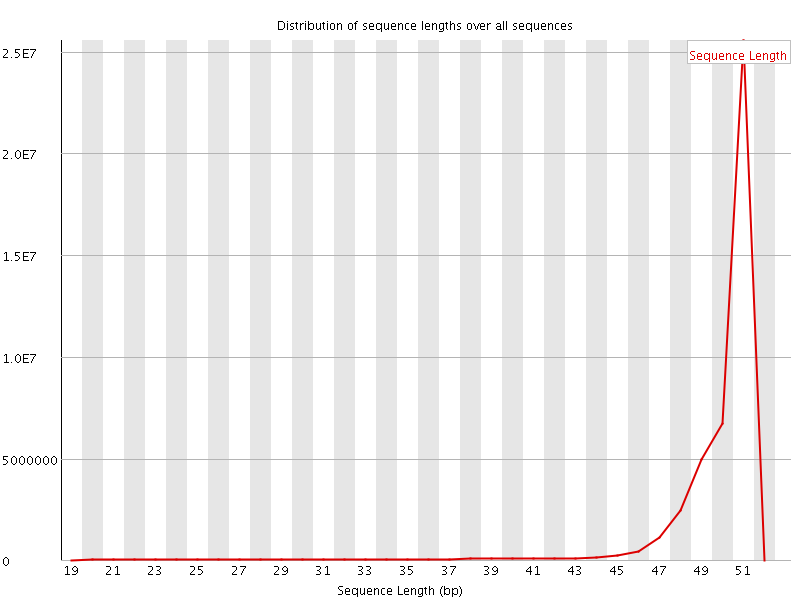 Distribution of sequence lengths over all sequences
2.5E7
Sequence Length
2.0E7
1.5E7
1.0E7
5000000
0
19 21 23 25 27 29 31 33 35 37 39 41 43 45 47 49 51
Sequence Length (bp)